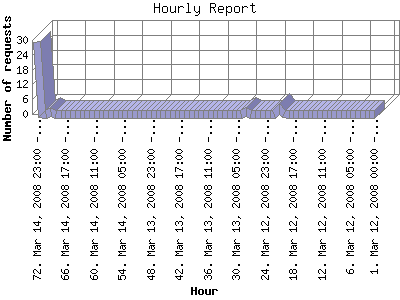 Hourly Report
Number of requests
30
24
18
12
6
0
72. Mar 14, 2008 23:00 -...
66. Mar 14, 2008 17:00 -...
60. Mar 14, 2008 11:00 -...
54. Mar 14, 2008 05:00 -...
48. Mar 13, 2008 23:00 -...
42. Mar 13, 2008 17:00 -...
36. Mar 13, 2008 11:00 -...
30. Mar 13, 2008 05:00 -...
24. Mar 12, 2008 23:00 -...
18. Mar 12, 2008 17:00 -...
12. Mar 12, 2008 11:00 -...
6. Mar 12, 2008 05:00 -...
1. Mar 12, 2008 00:00 -...
Hour